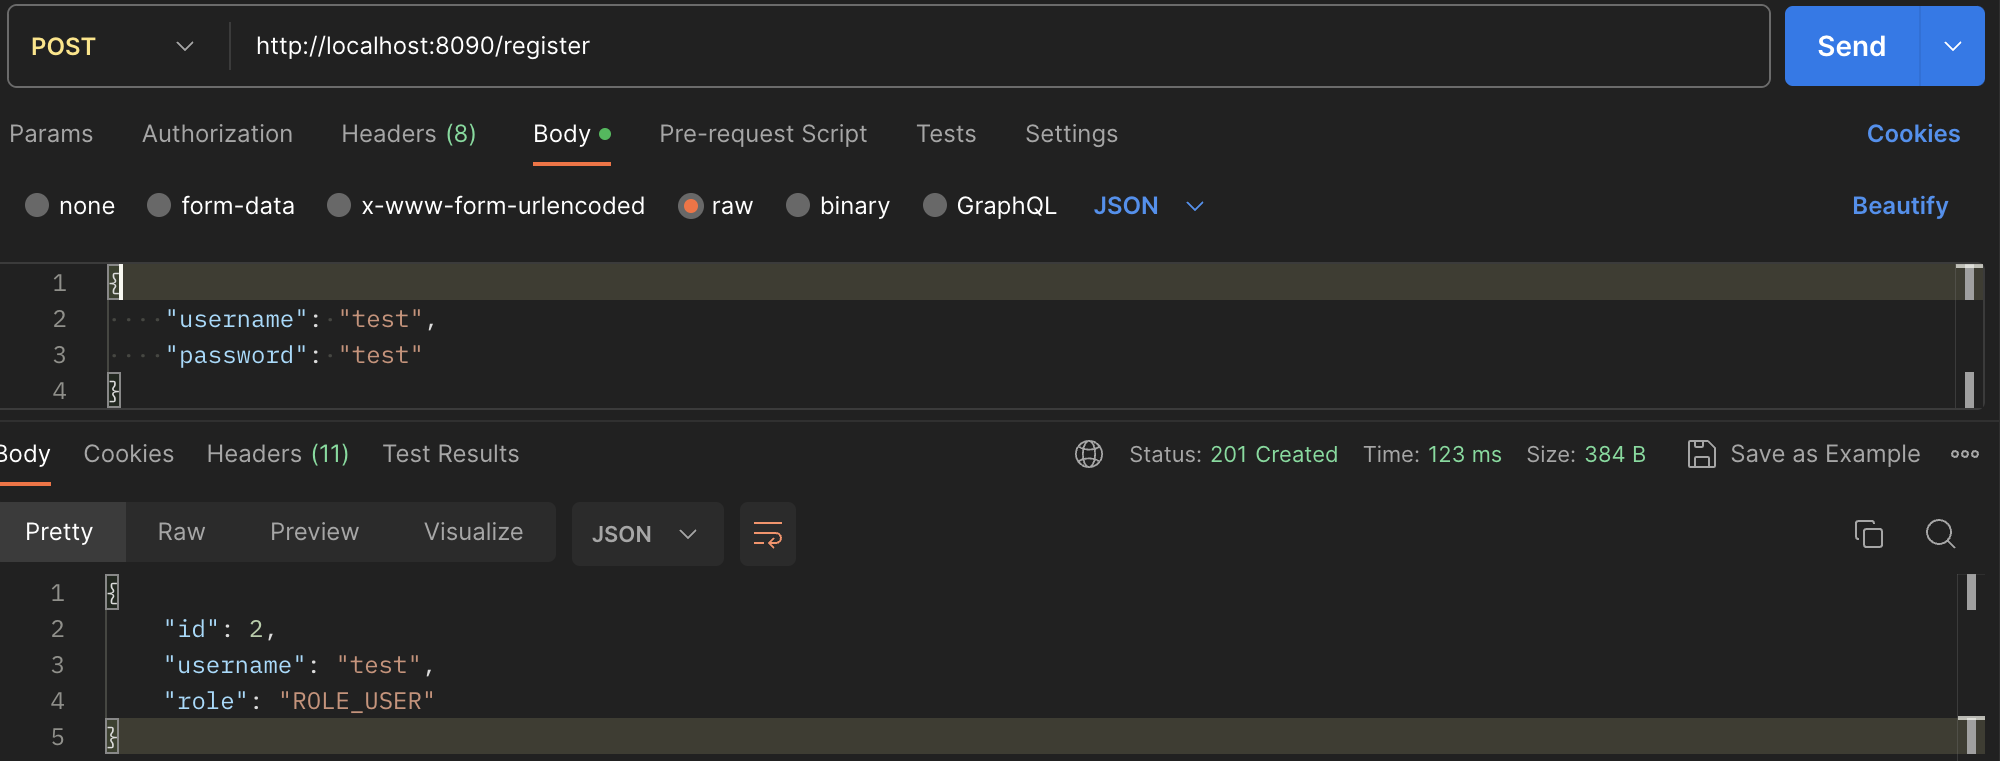 POST http://localhost:8090/register Send
Params Authorization Headers (8) Body Pre-request Script Tests Settings Cookies
none form-data x-www-form-urlencoded raw binary GraphQL JSON Beautify
1 {
2 "username": "test",
3 "password": "test"
4 }
Body Cookies Headers (11) Test Results Status: 201 Created Time: 123 ms Size: 384 B Save as Example
Pretty Raw Preview Visualize JSON
1 {
2 "id": 2,
3 "username": "test",
4 "role": "ROLE_USER"
5 }